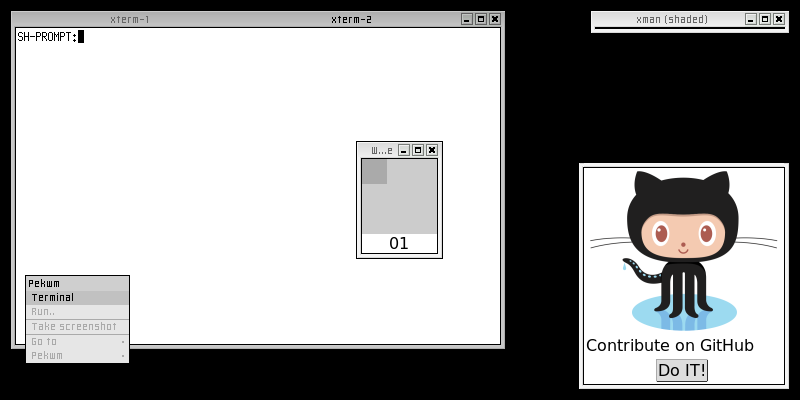 xterm-1 xterm-2
SH-PROMPT:
xman (shaded)
W...e
01
Pekwm
Terminal
Run..
Take screenshot
Go to
Pekwm
Contribute on GitHub
Do IT!